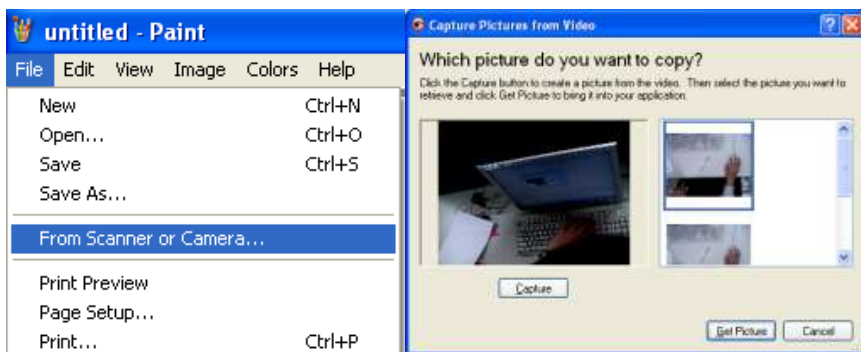 untitled - Paint
File Edit View Image Colors Help
New Ctrl+N
Open... Ctrl+O
Save Ctrl+S
Save As...
From Scanner or Camera...
Print Preview
Page Setup...
Print... Ctrl+P
Capture Pictures from Video
Which picture do you want to copy?
Click the Capture button to create a picture from the video. Then select the picture you want to
retrieve and click Get Picture to bring it into your application.
Capture
Get Picture Cancel